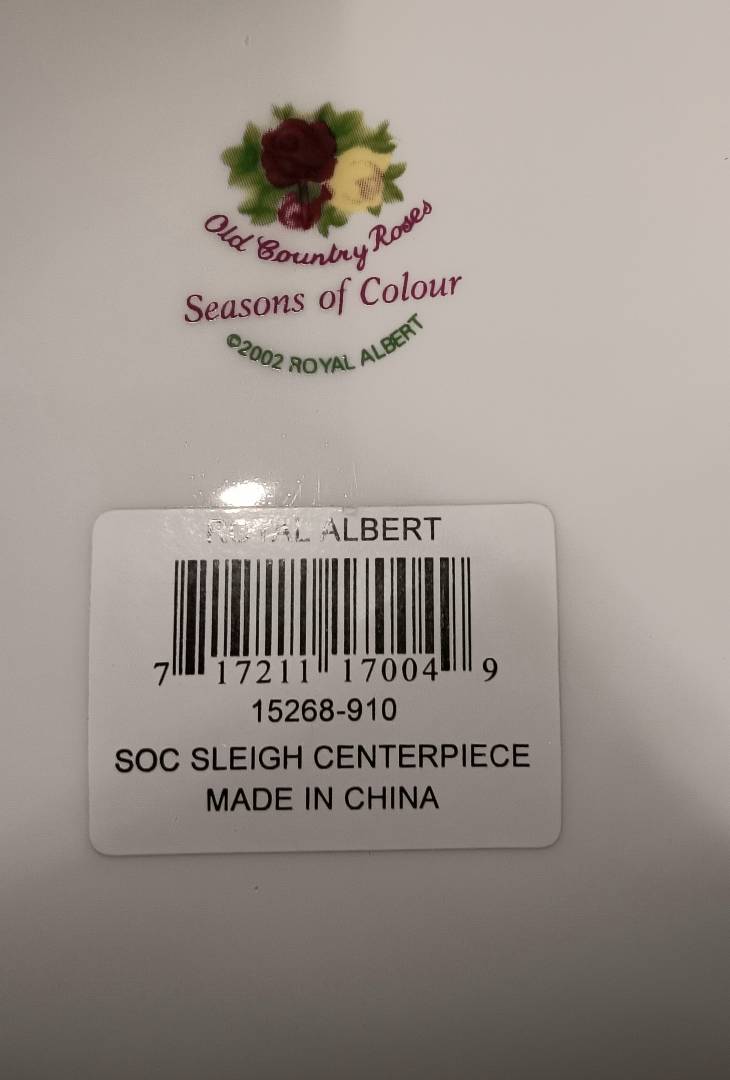 Old Country Roses
Seasons of Colour
©2002 ROYAL ALBERT
ROYAL ALBERT
7 17211 17004 9
15268-910
SOC SLEIGH CENTERPIECE
MADE IN CHINA